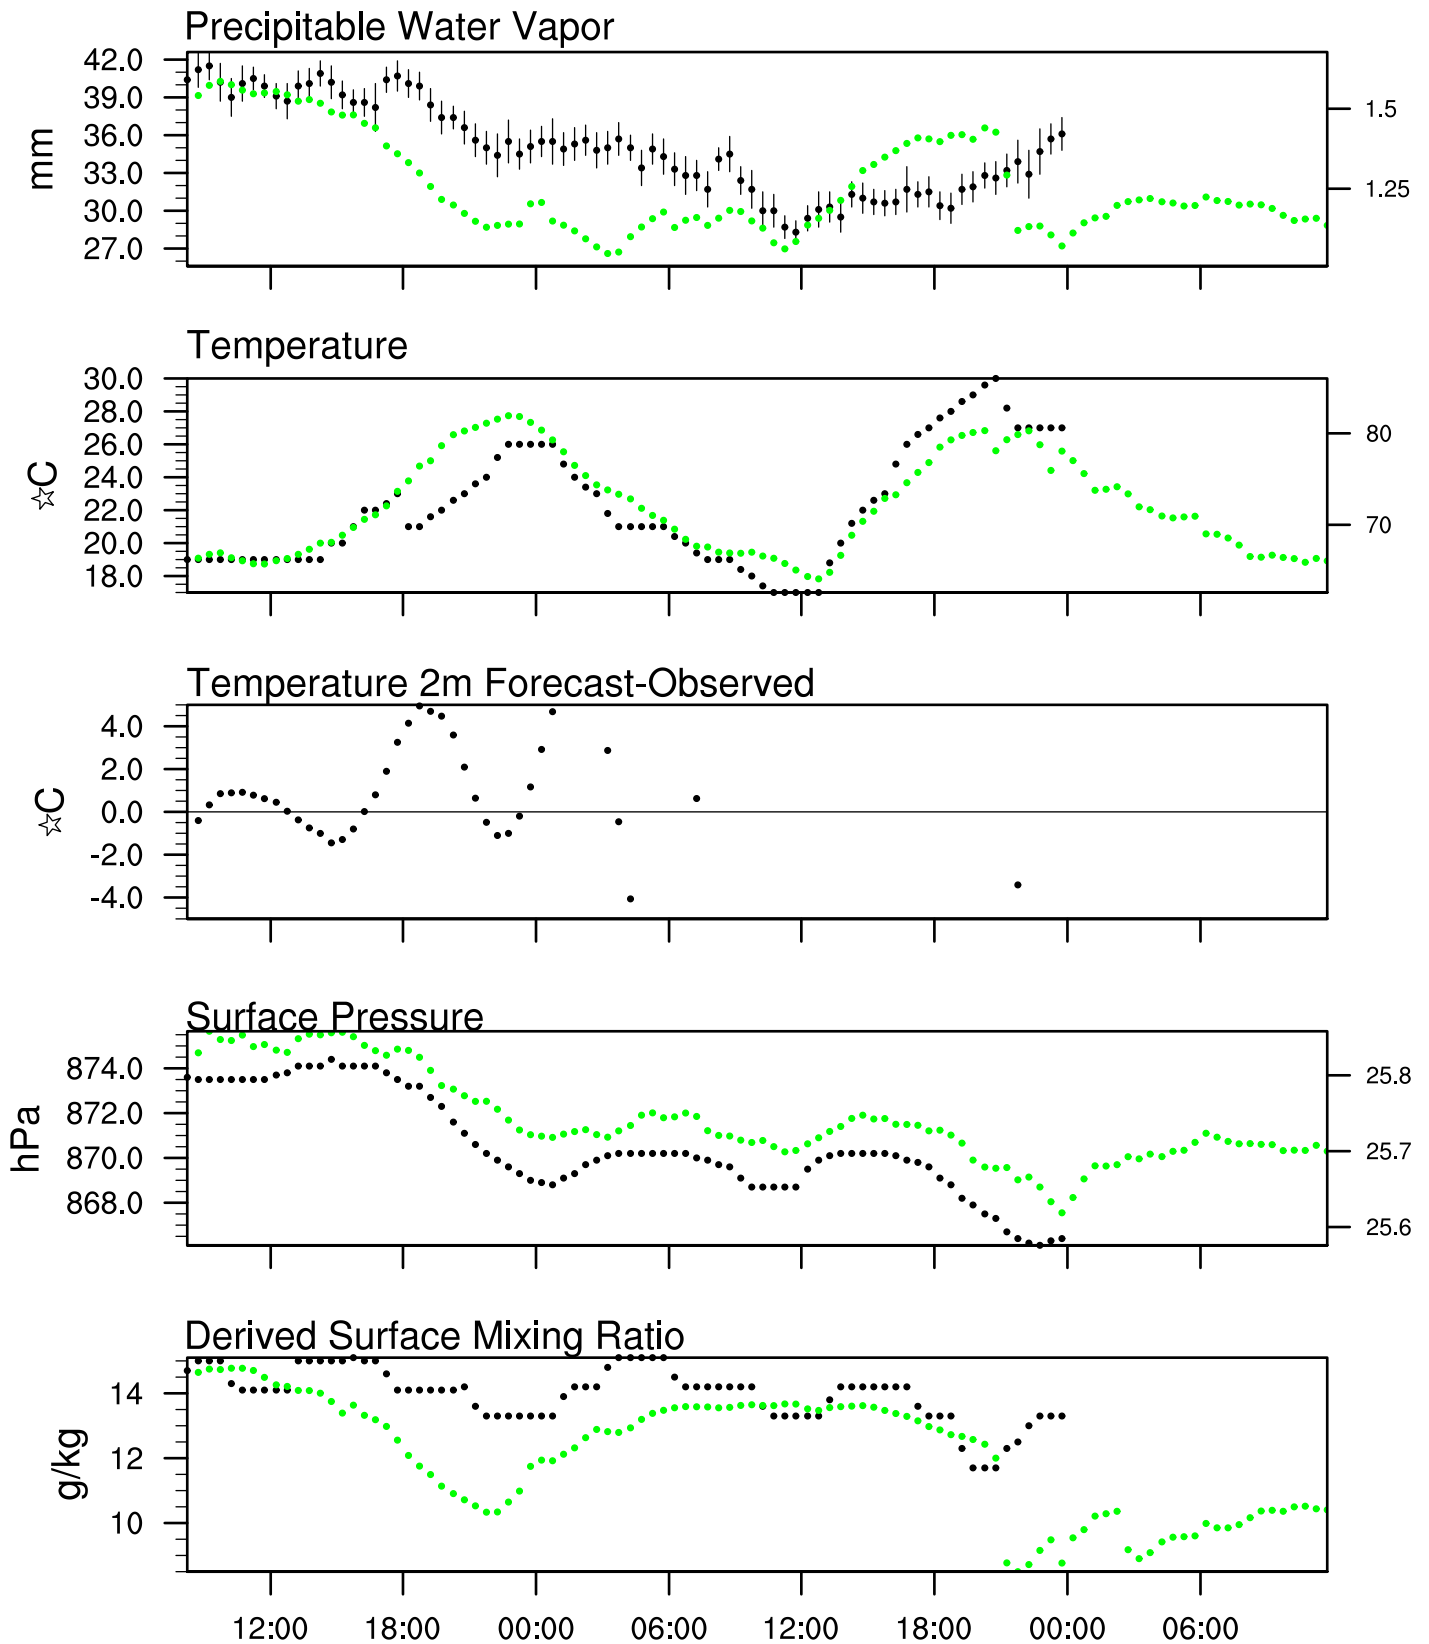 Precipitable Water Vapor
42.0
39.0
36.0
33.0
30.0
27.0
mm
1.5
1.25
Temperature
30.0
28.0
26.0
24.0
22.0
20.0
18.0
☆C
80
70
Temperature 2m Forecast-Observed
4.0
2.0
0.0
-2.0
-4.0
☆C
Surface Pressure
874.0
872.0
870.0
868.0
hPa
25.8
25.7
25.6
Derived Surface Mixing Ratio
14
12
10
g/kg
12:00 18:00 00:00 06:00 12:00 18:00 00:00 06:00